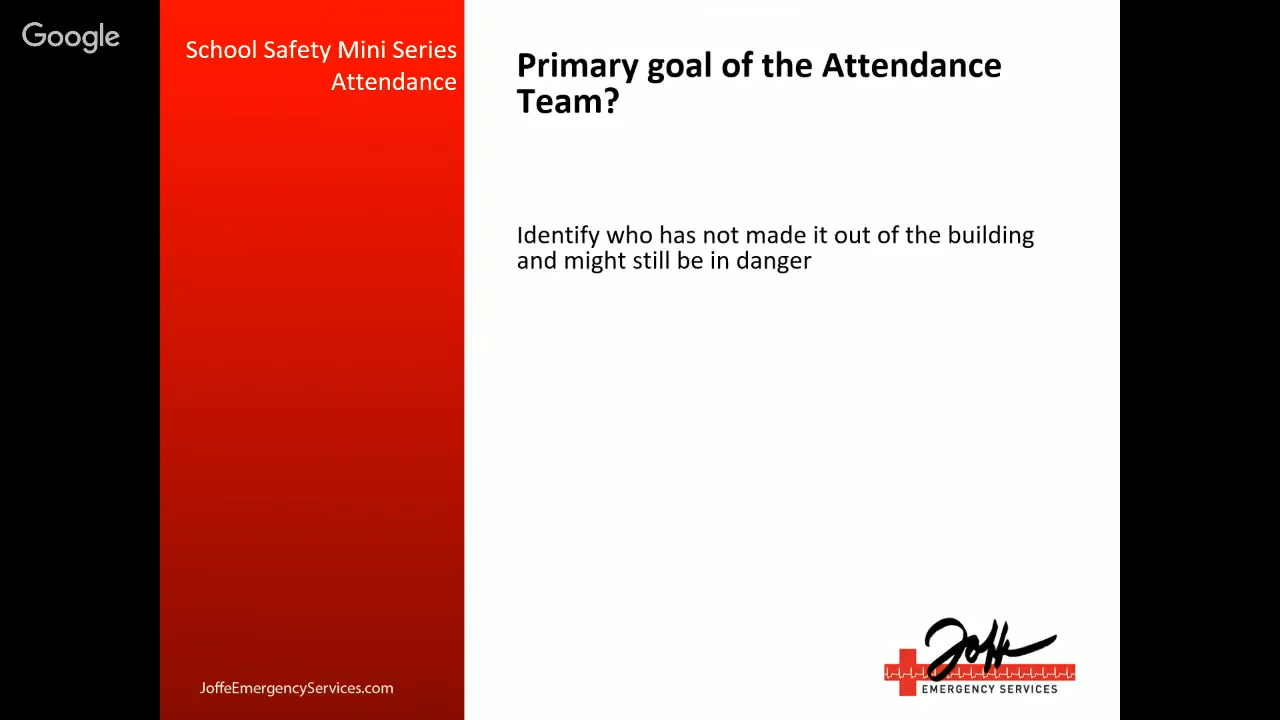 Google
School Safety Mini Series
Attendance
Primary goal of the Attendance
Team?
Identify who has not made it out of the building
and might still be in danger
JoffeEmergencyServices.com
Joffe
EMERGENCY SERVICES